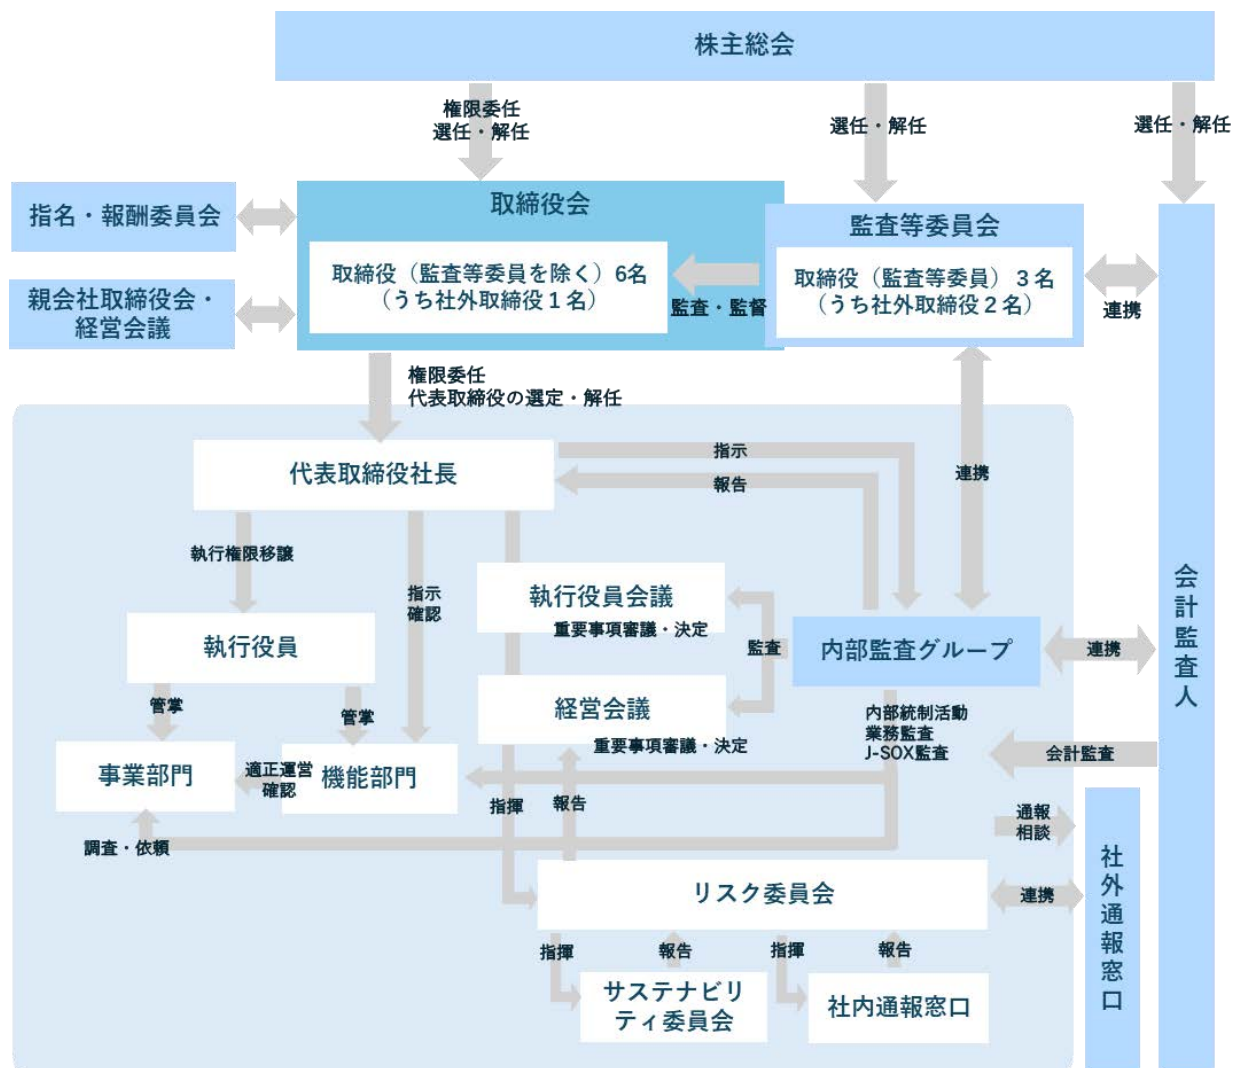 株主総会
権限委任
選任・解任
選任・解任
選任・解任
指名・報酬委員会
親会社取締役会・
経営会議
取締役会
取締役（監査等委員を除く）6名
（うち社外取締役１名）
監査・監督
監査等委員会
取締役（監査等委員）３名
（うち社外取締役２名）
連携
権限委任
代表取締役の選定・解任
代表取締役社長
指示
報告
連携
執行権限移譲
指示
確認
執行役員会議
重要事項審議・決定
監査
内部監査グループ
連携
会計監査人
執行役員
管掌
管掌
経営会議
重要事項審議・決定
内部統制活動
業務監査
J-SOX監査
会計監査
事業部門
適正運営
確認
機能部門
指揮
報告
調査・依頼
通報
相談
社外通報窓口
リスク委員会
連携
指揮
報告
指揮
報告
サステナビリ
ティ委員会
社内通報窓口